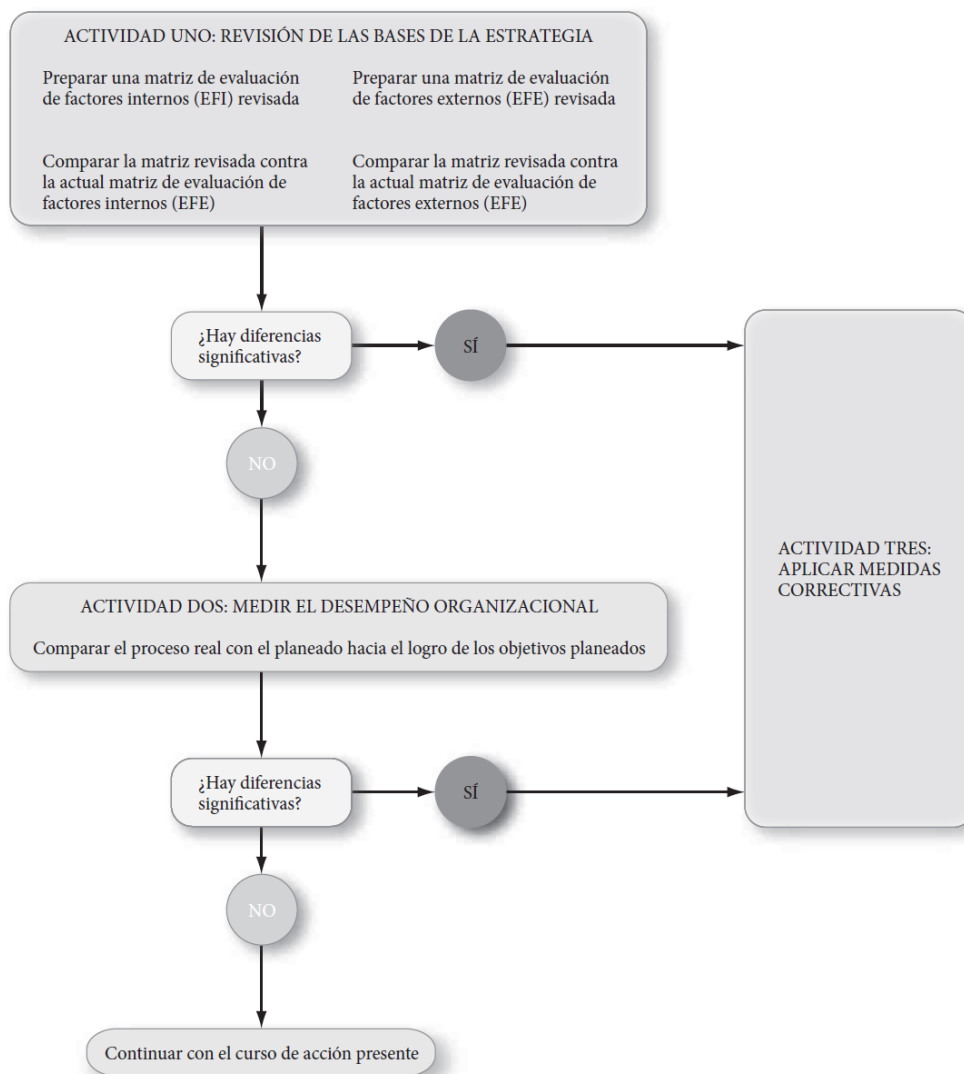 ACTIVIDAD UNO: REVISIÓN DE LAS BASES DE LA ESTRATEGIA
Preparar una matriz de evaluación
de factores internos (EFI) revisada
Preparar una matriz de evaluación
de factores externos (EFE) revisada
Comparar la matriz revisada contra
la actual matriz de evaluación de
factores internos (EFE)
Comparar la matriz revisada contra
la actual matriz de evaluación de
factores externos (EFE)
¿Hay diferencias
significativas?
SÍ
NO
ACTIVIDAD TRES:
APLICAR MEDIDAS
CORRECTIVAS
ACTIVIDAD DOS: MEDIR EL DESEMPEÑO ORGANIZACIONAL
Comparar el proceso real con el planeado hacia el logro de los objetivos planeados
¿Hay diferencias
significativas?
SÍ
NO
Continuar con el curso de acción presente